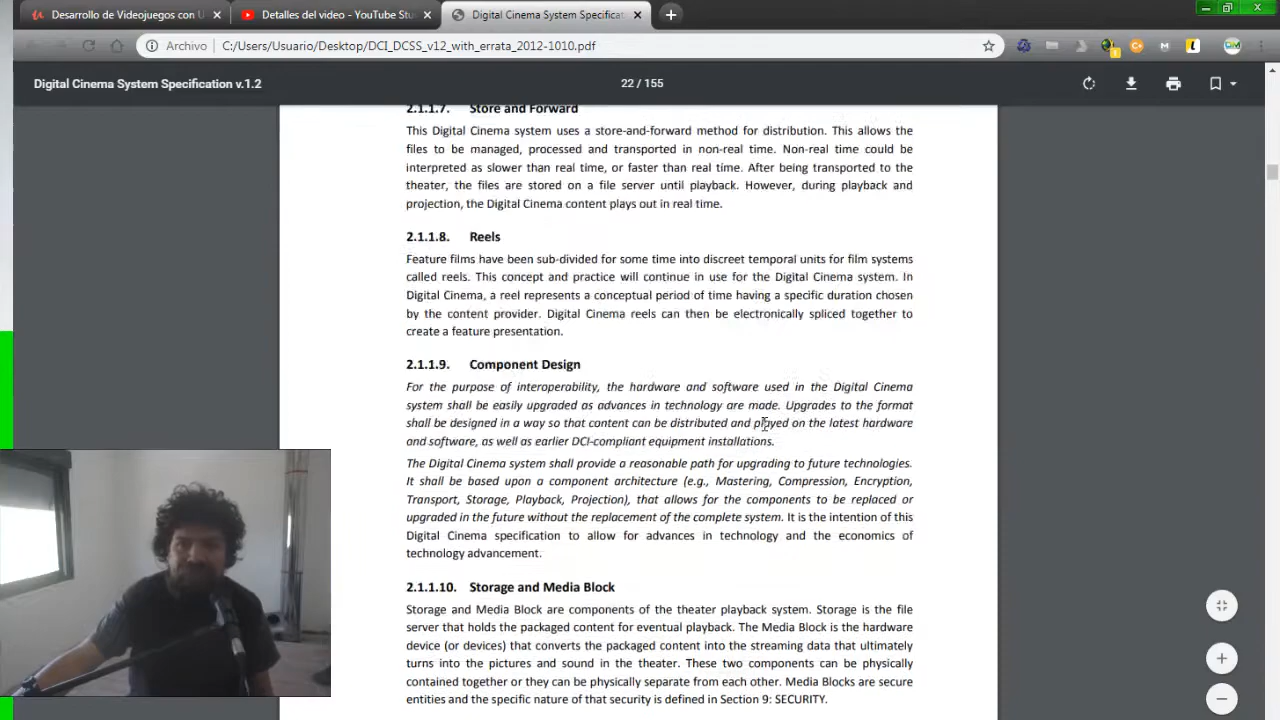 Desarrollo de Videojuegos con U
Detalles del video - YouTube Stu
Digital Cinema System Specificat
Archivo
C:/Users/Usuario/Desktop/DCI_DCSS_v12_with_errata_2012-1010.pdf
Digital Cinema System Specification v.1.2
22 / 155
2.1.1.7. Store and Forward
This Digital Cinema system uses a store-and-forward method for distribution. This allows the
files to be managed, processed and transported in non-real time. Non-real time could be
interpreted as slower than real time, or faster than real time. After being transported to the
theater, the files are stored on a file server until playback. However, during playback and
projection, the Digital Cinema content plays out in real time.
2.1.1.8. Reels
Feature films have been sub-divided for some time into discreet temporal units for film systems
called reels. This concept and practice will continue in use for the Digital Cinema system. In
Digital Cinema, a reel represents a conceptual period of time having a specific duration chosen
by the content provider. Digital Cinema reels can then be electronically spliced together to
create a feature presentation.
2.1.1.9. Component Design
For the purpose of interoperability, the hardware and software used in the Digital Cinema
system shall be easily upgraded as advances in technology are made. Upgrades to the format
shall be designed in a way so that content can be distributed and played on the latest hardware
and software, as well as earlier DCI-compliant equipment installations.
The Digital Cinema system shall provide a reasonable path for upgrading to future technologies.
It shall be based upon a component architecture (e.g., Mastering, Compression, Encryption,
Transport, Storage, Playback, Projection), that allows for the components to be replaced or
upgraded in the future without the replacement of the complete system. It is the intention of this
Digital Cinema specification to allow for advances in technology and the economics of
technology advancement.
2.1.1.10. Storage and Media Block
Storage and Media Block are components of the theater playback system. Storage is the file
server that holds the packaged content for eventual playback. The Media Block is the hardware
device (or devices) that converts the packaged content into the streaming data that ultimately
turns into the pictures and sound in the theater. These two components can be physically
contained together or they can be physically separate from each other. Media Blocks are secure
entities and the specific nature of that security is defined in Section 9: SECURITY.